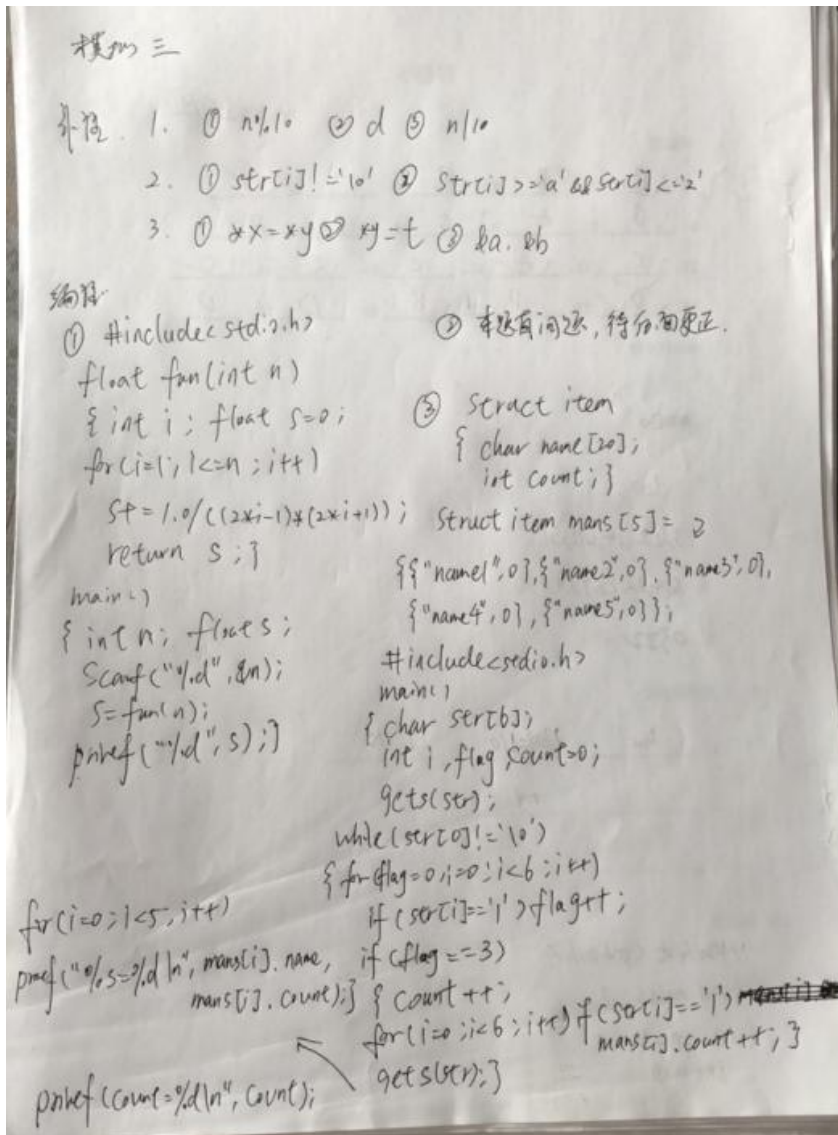 模拟三
补程. 1. ① n%10 ② d ③ n/10
2. ① str[i]!='\0' ② str[i]>='a'&&str[i]<='z'
3. ① *x=*y ② *y=t ③ &a. &b
编程
① #include<stdio.h>
float fun(int n)
{ int i; float s=0;
for(i=1; i<=n; i++)
s+=1.0/((2*i-1)*(2*i+1));
return s;}
main()
{ int n; float s;
scanf("%d",&n);
s=fun(n);
printf("%d",s);}
② 本题有问题,待台面更正.
③ struct item
{ char name[20];
int count;}
struct item mans[5]=
{{"name1",0},{"name2",0},{"name3",0},
{"name4",0},{"name5",0}};
#include<stdio.h>
main()
{ char str[6];
int i,flag,count=0;
gets(str);
while(str[0]!='\0')
{ for(flag=0,i=0;i<6;i++)
if(str[i]=='1')flag++;
if(flag==3)
{ count++;
for(i=0;i<6;i++) if(str[i]=='1')
mans[i].count++;}
gets(str);}
printf(count=%d\n",count);
for(i=0;i<5;i++)
printf("%s=%d\n",mans[i].name,
mans[i].count);}